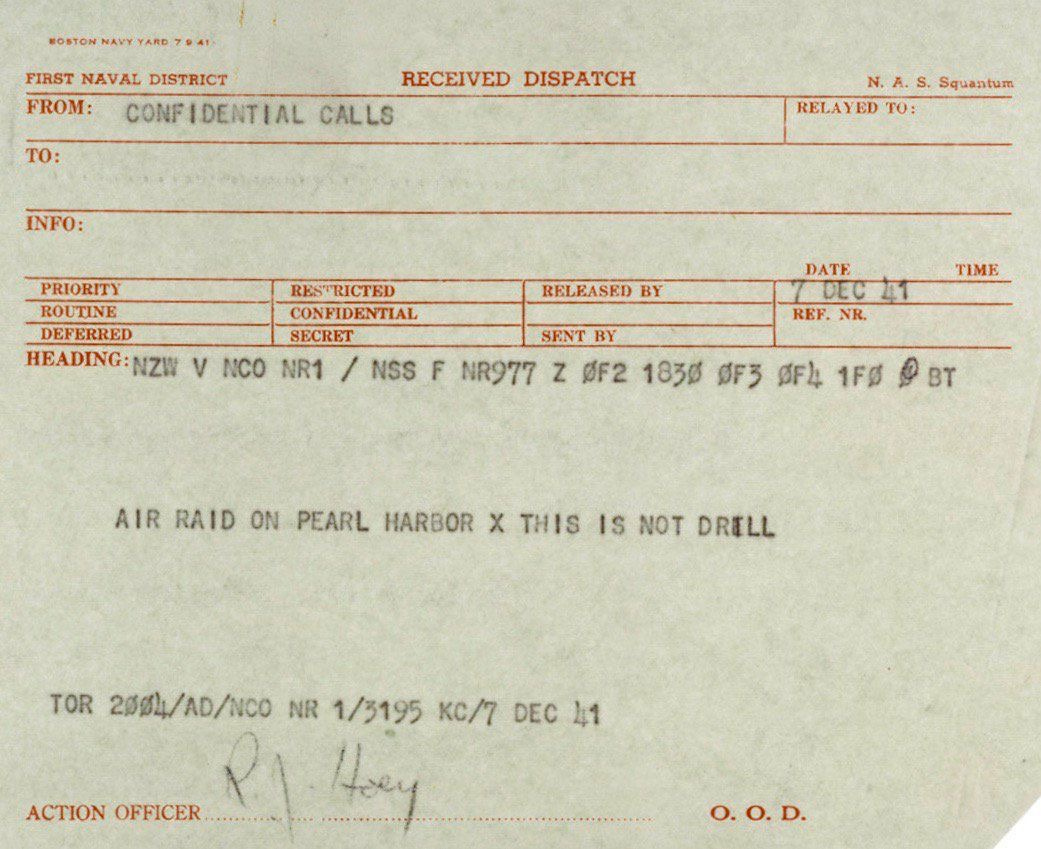 BOSTON NAVY YARD 7 9 41
FIRST NAVAL DISTRICT RECEIVED DISPATCH N. A. S. Squantum
FROM: CONFIDENTIAL CALLS RELAYED TO:
TO:
INFO:
DATE TIME
PRIORITY RESTRICTED RELEASED BY 7 DEC 41
ROUTINE CONFIDENTIAL REF. NR.
DEFERRED SECRET SENT BY
HEADING: NZW V NCO NR1 / NSS F NR977 Z ØF2 183Ø ØF3 ØF4 1FØ Ø BT
AIR RAID ON PEARL HARBOR X THIS IS NOT DRILL
TOR 2ØØ4/AD/NCO NR 1/3195 KC/7 DEC 41
R. J. Hoey
ACTION OFFICER O. O. D.